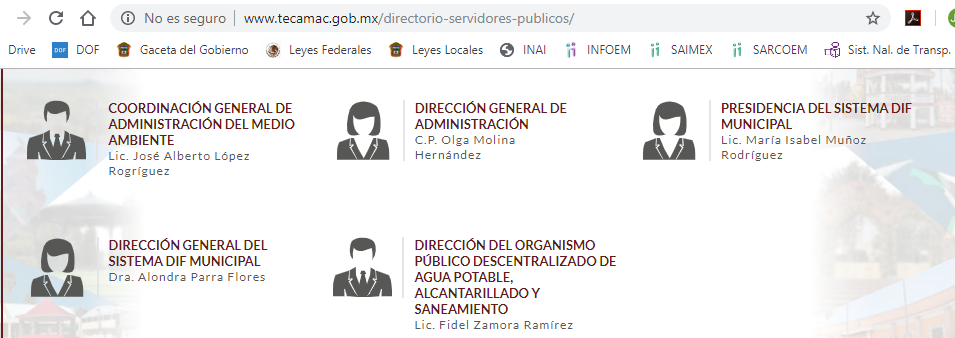 No es seguro | www.tecamac.gob.mx/directorio-servidores-publicos/
Drive DOF DOF Gaceta del Gobierno Leyes Federales Leyes Locales INAI INFOEM SAIMEX SARCOEM Sist. Nal. de Transp.
COORDINACIÓN GENERAL DE
ADMINISTRACIÓN DEL MEDIO
AMBIENTE
Lic. José Alberto López
Rogríguez
DIRECCIÓN GENERAL DE
ADMINISTRACIÓN
C.P. Olga Molina
Hernández
PRESIDENCIA DEL SISTEMA DIF
MUNICIPAL
Lic. María Isabel Muñoz
Rodríguez
DIRECCIÓN GENERAL DEL
SISTEMA DIF MUNICIPAL
Dra. Alondra Parra Flores
DIRECCIÓN DEL ORGANISMO
PÚBLICO DESCENTRALIZADO DE
AGUA POTABLE,
ALCANTARILLADO Y
SANEAMIENTO
Lic. Fidel Zamora Ramírez